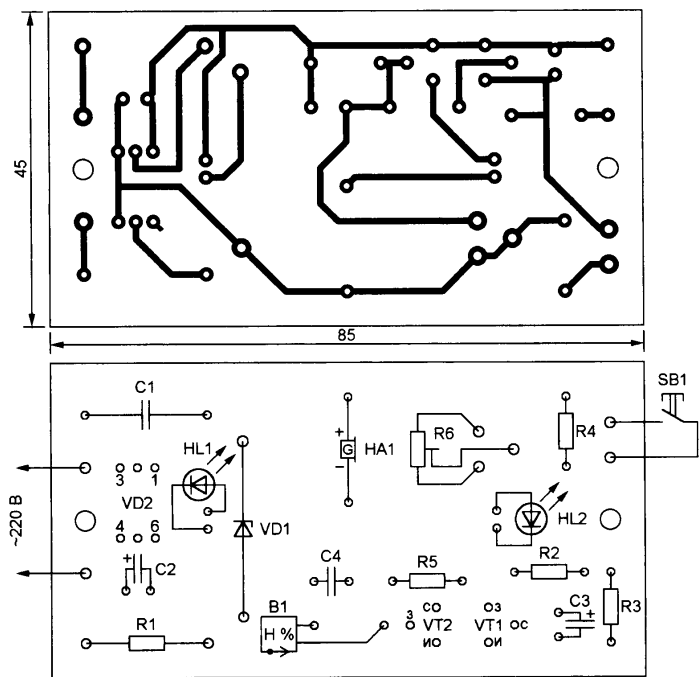 45
85
C1
SB1
HL1
+
G
HA1
–
R6
R4
3
1
VD2
~220 В
4
6
VD1
HL2
+
C2
C4
R5
R2
C3
+
R3
B1
H %
З
С
VT2
И
З
VT1
С
И
R1